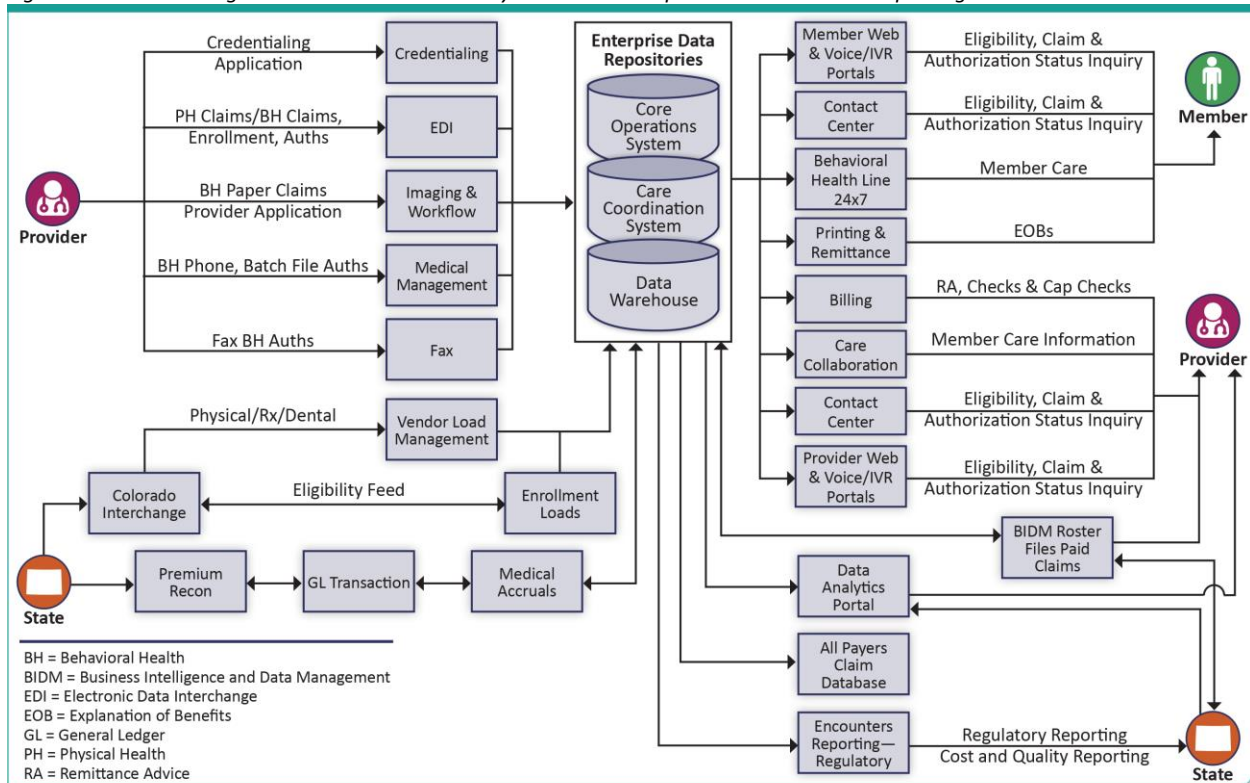 Credentialing
Application
Credentialing
PH Claims/BH Claims,
Enrollment, Auths
EDI
BH Paper Claims
Provider Application
Imaging &
Workflow
Provider
BH Phone, Batch File Auths
Medical
Management
Fax BH Auths
Fax
Physical/Rx/Dental
Vendor Load
Management
Colorado
Interchange
Eligibility Feed
Enrollment
Loads
State
Premium
Recon
GL Transaction
Medical
Accruals
Enterprise Data
Repositories
Core
Operations
System
Care
Coordination
System
Data
Warehouse
Member Web
& Voice/IVR
Portals
Eligibility, Claim &
Authorization Status Inquiry
Contact
Center
Eligibility, Claim &
Authorization Status Inquiry
Member
Behavioral
Health Line
24x7
Member Care
Printing &
Remittance
EOBs
Billing
RA, Checks & Cap Checks
Care
Collaboration
Member Care Information
Provider
Contact
Center
Eligibility, Claim &
Authorization Status Inquiry
Provider Web
& Voice/IVR
Portals
Eligibility, Claim &
Authorization Status Inquiry
BIDM Roster
Files Paid
Claims
Data
Analytics
Portal
All Payers
Claim
Database
Encounters
Reporting—
Regulatory
Regulatory Reporting
Cost and Quality Reporting
State
BH = Behavioral Health
BIDM = Business Intelligence and Data Management
EDI = Electronic Data Interchange
EOB = Explanation of Benefits
GL = General Ledger
PH = Physical Health
RA = Remittance Advice